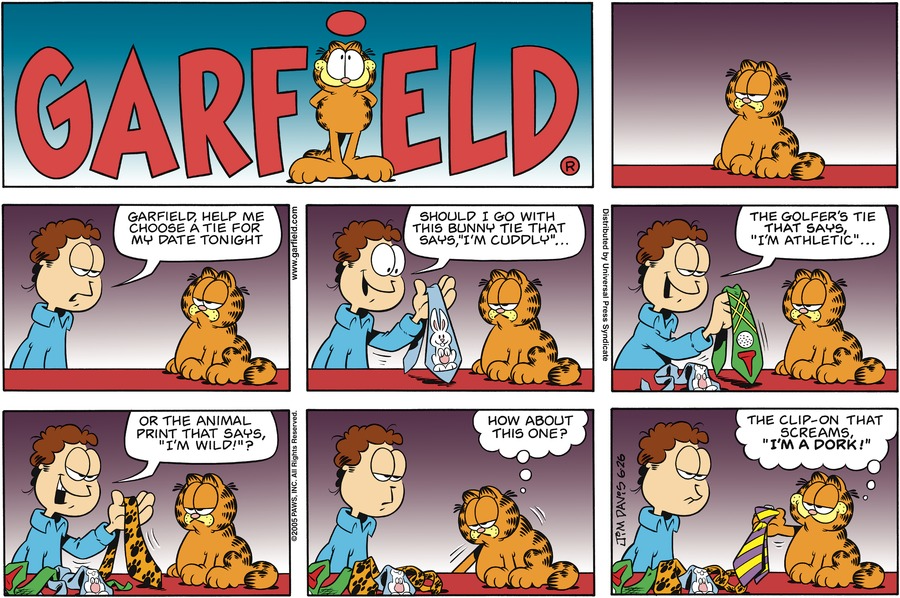 GARFIELD
®
GARFIELD, HELP ME
CHOOSE A TIE FOR
MY DATE TONIGHT
www.garfield.com
SHOULD I GO WITH
THIS BUNNY TIE THAT
SAYS,"I'M CUDDLY"...
Distributed by Universal Press Syndicate
THE GOLFER'S TIE
THAT SAYS,
"I'M ATHLETIC"...
OR THE ANIMAL
PRINT THAT SAYS,
"I'M WILD!"?
©2005 PAWS, INC. All Rights Reserved.
HOW ABOUT
THIS ONE?
JIM DAVIS 6·26
THE CLIP-ON THAT
SCREAMS,
"I'M A DORK!"